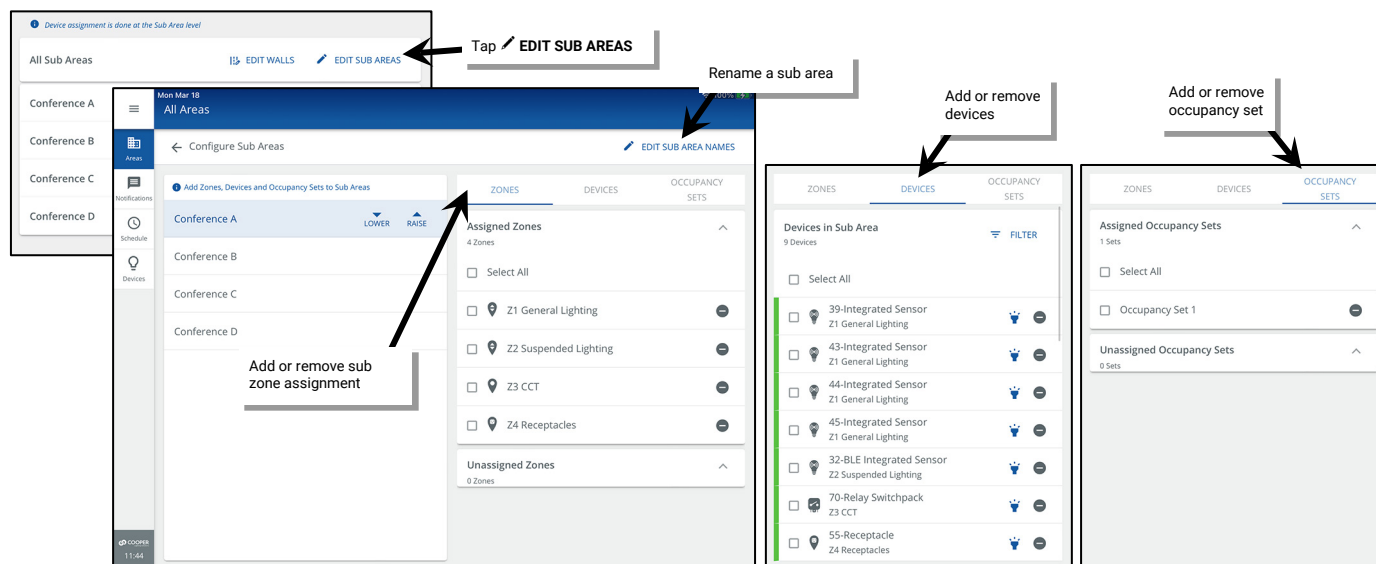 Device assignment is done at the Sub Area level
All Sub Areas
EDIT WALLS
EDIT SUB AREAS
Conference A
Conference B
Conference C
Conference D
Tap EDIT SUB AREAS
Rename a sub area
Add or remove
devices
Add or remove
occupancy set
Mon Mar 18
All Areas
Areas
Notifications
Schedule
Devices
COOPER
11:44
Configure Sub Areas
EDIT SUB AREA NAMES
Add Zones, Devices and Occupancy Sets to Sub Areas
Conference A
LOWER
RAISE
Conference B
Conference C
Conference D
Add or remove sub
zone assignment
ZONES
DEVICES
OCCUPANCY
SETS
Assigned Zones
4 Zones
Select All
Z1 General Lighting
Z2 Suspended Lighting
Z3 CCT
Z4 Receptacles
Unassigned Zones
0 Zones
ZONES
DEVICES
OCCUPANCY
SETS
Devices in Sub Area
9 Devices
FILTER
Select All
39-Integrated Sensor
Z1 General Lighting
43-Integrated Sensor
Z1 General Lighting
44-Integrated Sensor
Z1 General Lighting
45-Integrated Sensor
Z1 General Lighting
32-BLE Integrated Sensor
Z2 Suspended Lighting
70-Relay Switchpack
Z3 CCT
55-Receptacle
Z4 Receptacles
ZONES
DEVICES
OCCUPANCY
SETS
Assigned Occupancy Sets
1 Sets
Select All
Occupancy Set 1
Unassigned Occupancy Sets
0 Sets